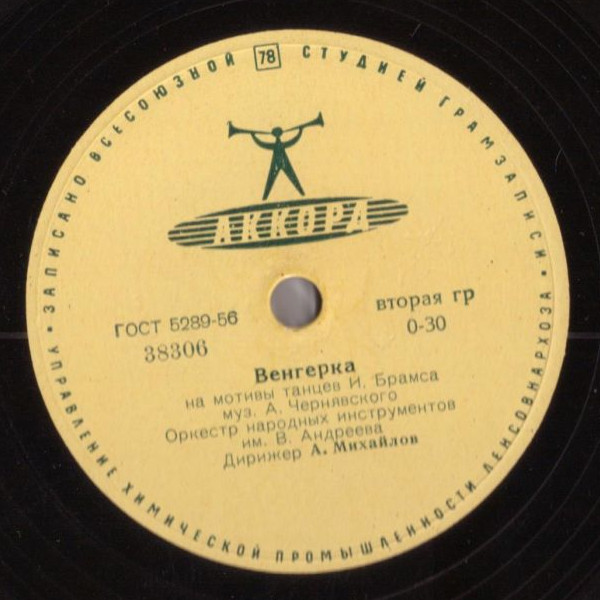 ЗАПИСАНО ВСЕСОЮЗНОЙ 78 СТУДИЕЙ ГРАМЗАПИСИ
АККОРД
ГОСТ 5289-56
38306
вторая гр
0-30
Венгерка
на мотивы танцев И. Брамса
муз. А. Чернявского
Оркестр народных инструментов
им. В. Андреева
Дирижер А. Михайлов
УПРАВЛЕНИЕ ХИМИЧЕСКОЙ ПРОМЫШЛЕННОСТИ ЛЕНСОВНАРХОЗА